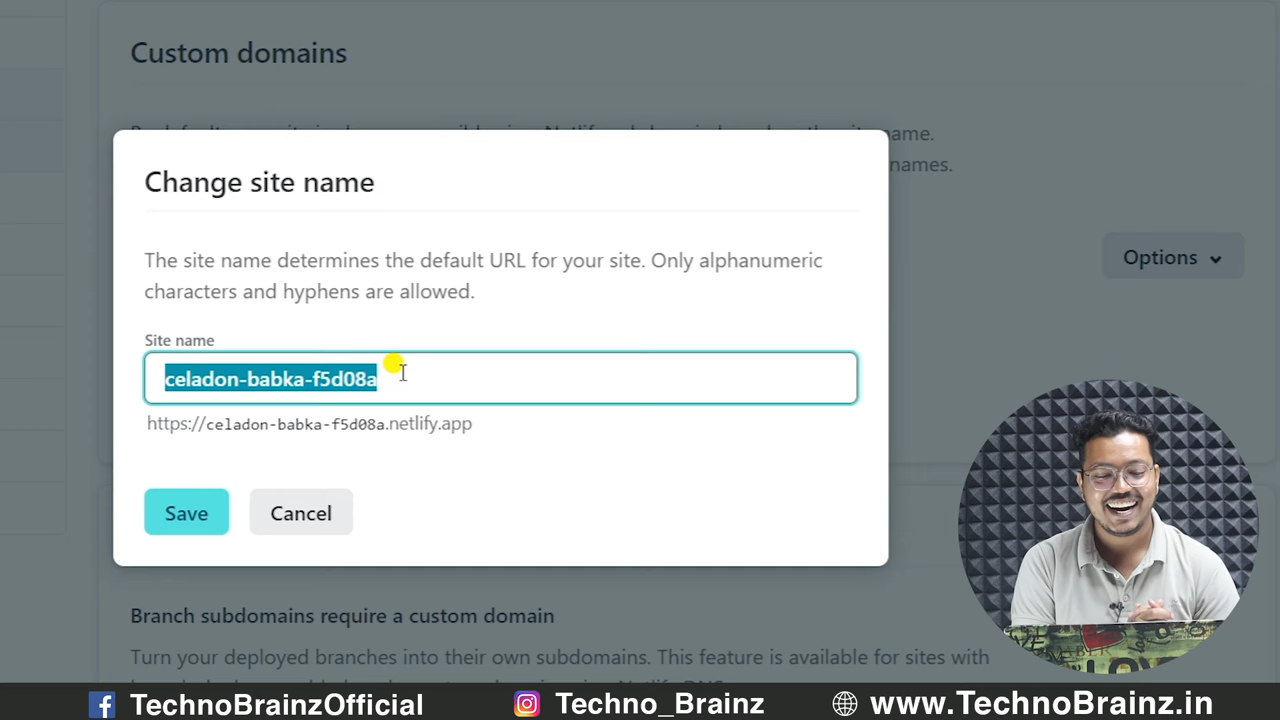 Custom domains
name.
names.
Change site name
The site name determines the default URL for your site. Only alphanumeric
characters and hyphens are allowed.
Options
Site name
celadon-babka-f5d08a
https://celadon-babka-f5d08a.netlify.app
Save
Cancel
Branch subdomains require a custom domain
Turn your deployed branches into their own subdomains. This feature is available for sites with
TechnoBrainzOfficial
Techno_Brainz
www.TechnoBrainz.in